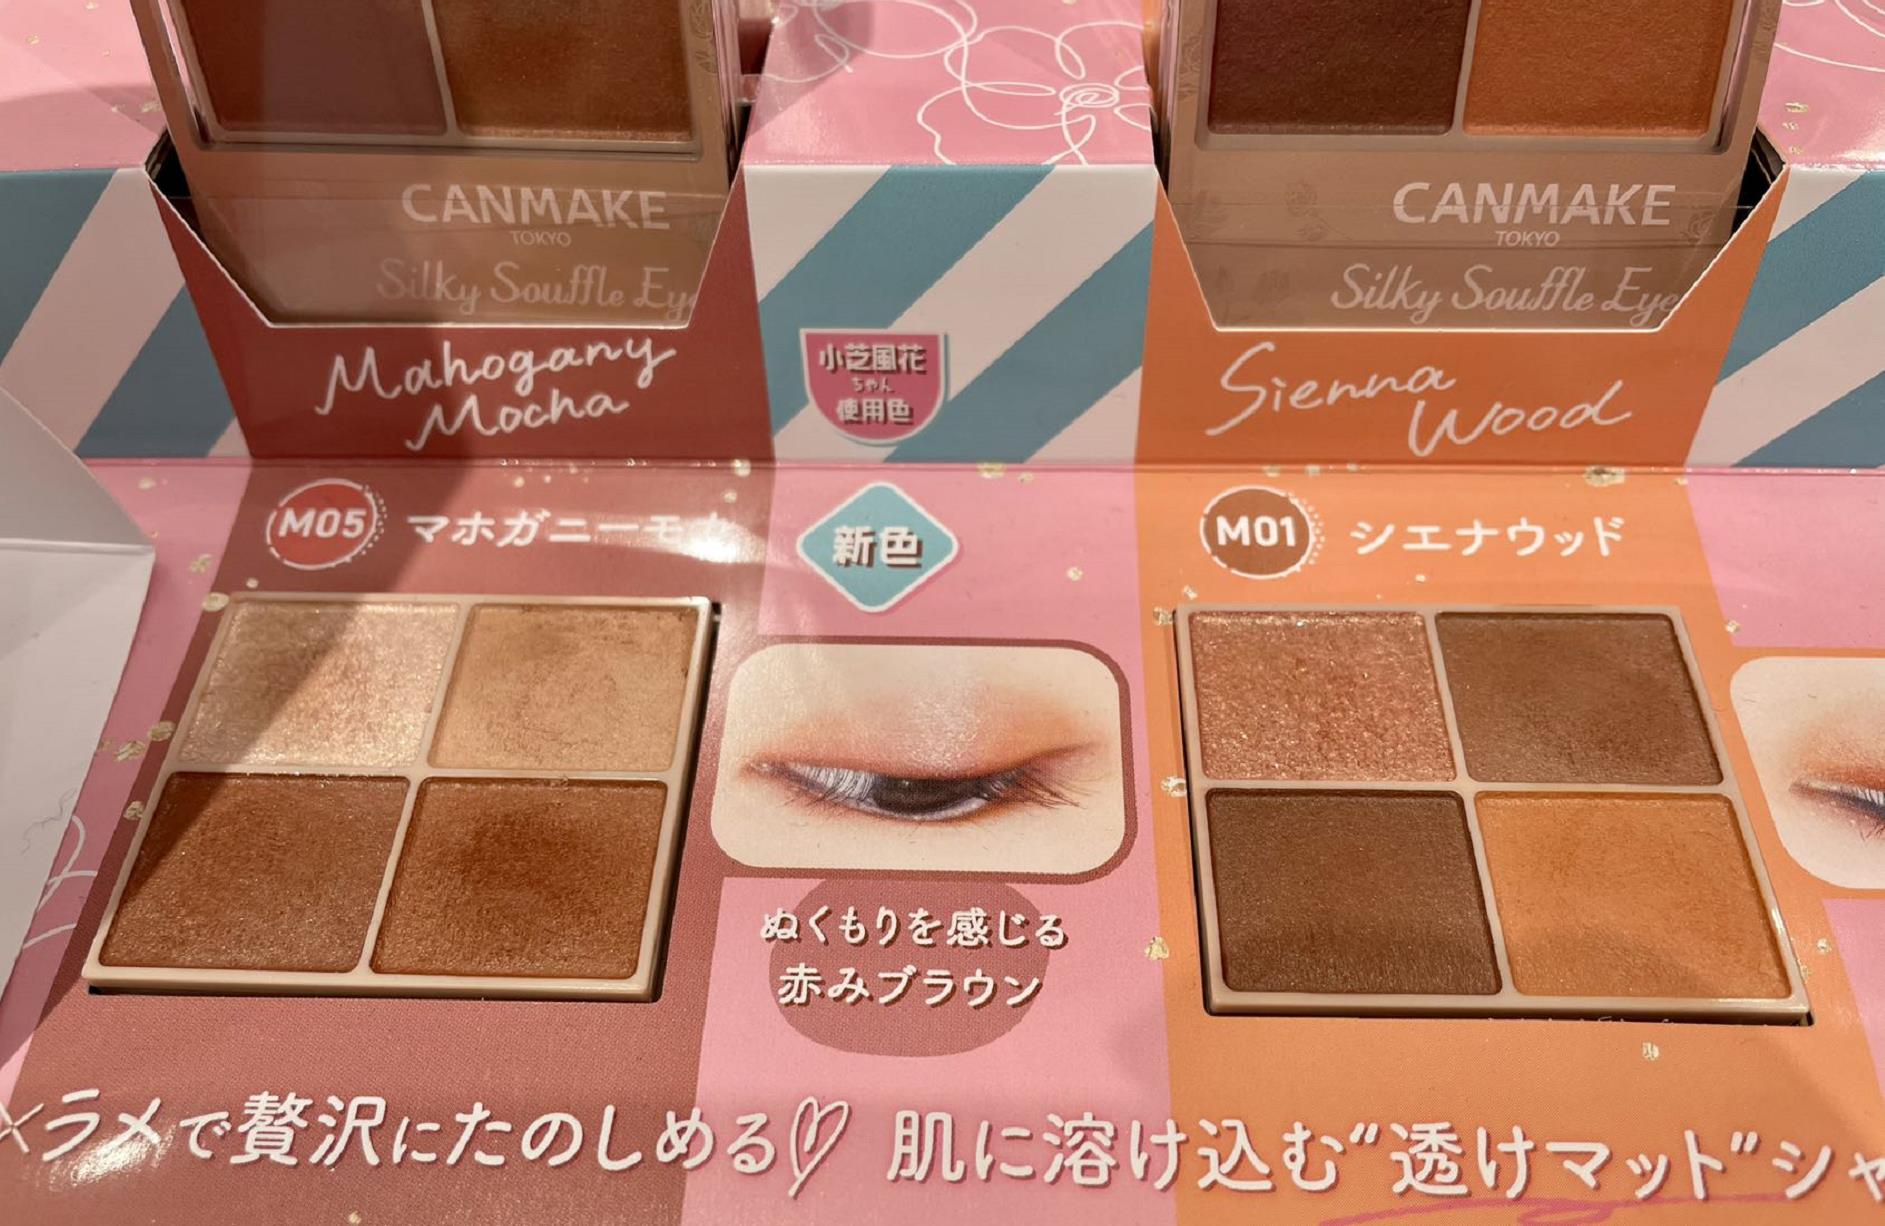 CANMAKE
TOKYO
Silky Souffle Eye
CANMAKE
TOKYO
Silky Souffle Eye
Mahogany
Mocha
小芝風花
ちゃん
使用色
Sienna
Wood
M05 マホガニーモカ
新色
M01 シエナウッド
ぬくもりを感じる
赤みブラウン
×ラメで贅沢にたのしめる♡ 肌に溶け込む“透けマット”シャ